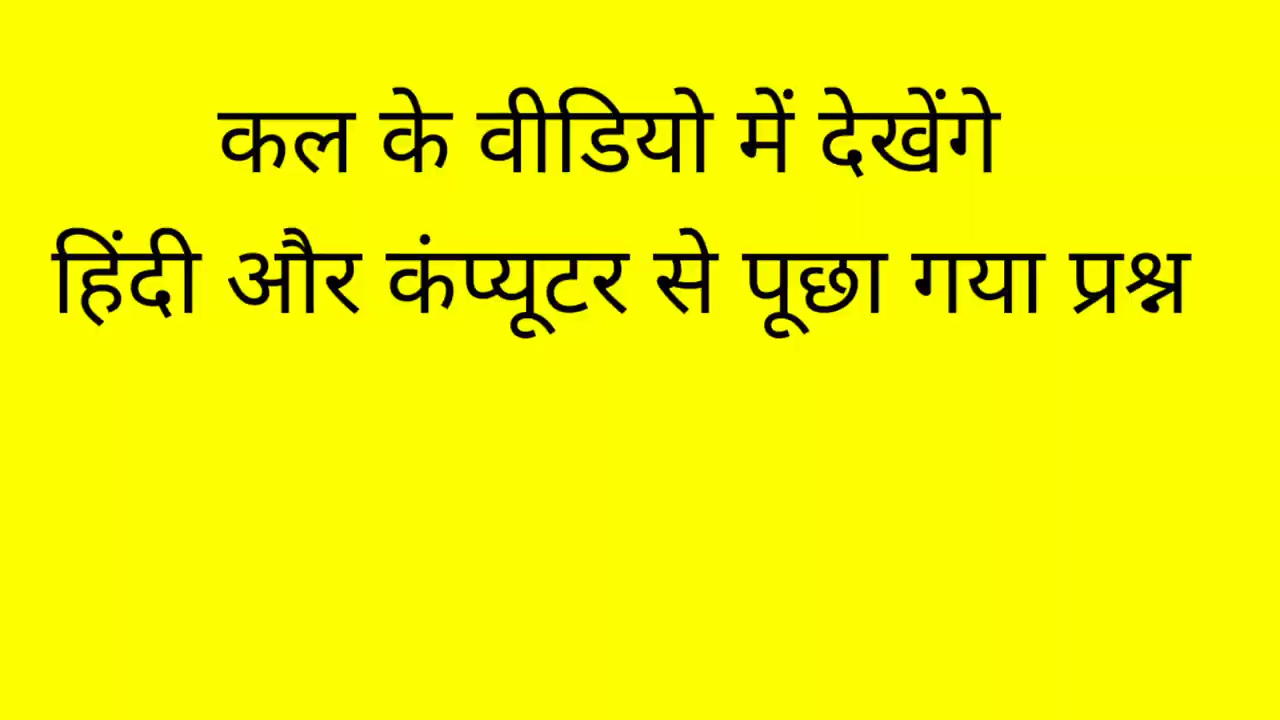 कल के वीडियो में देखेंगे
हिंदी और कंप्यूटर से पूछा गया प्रश्न